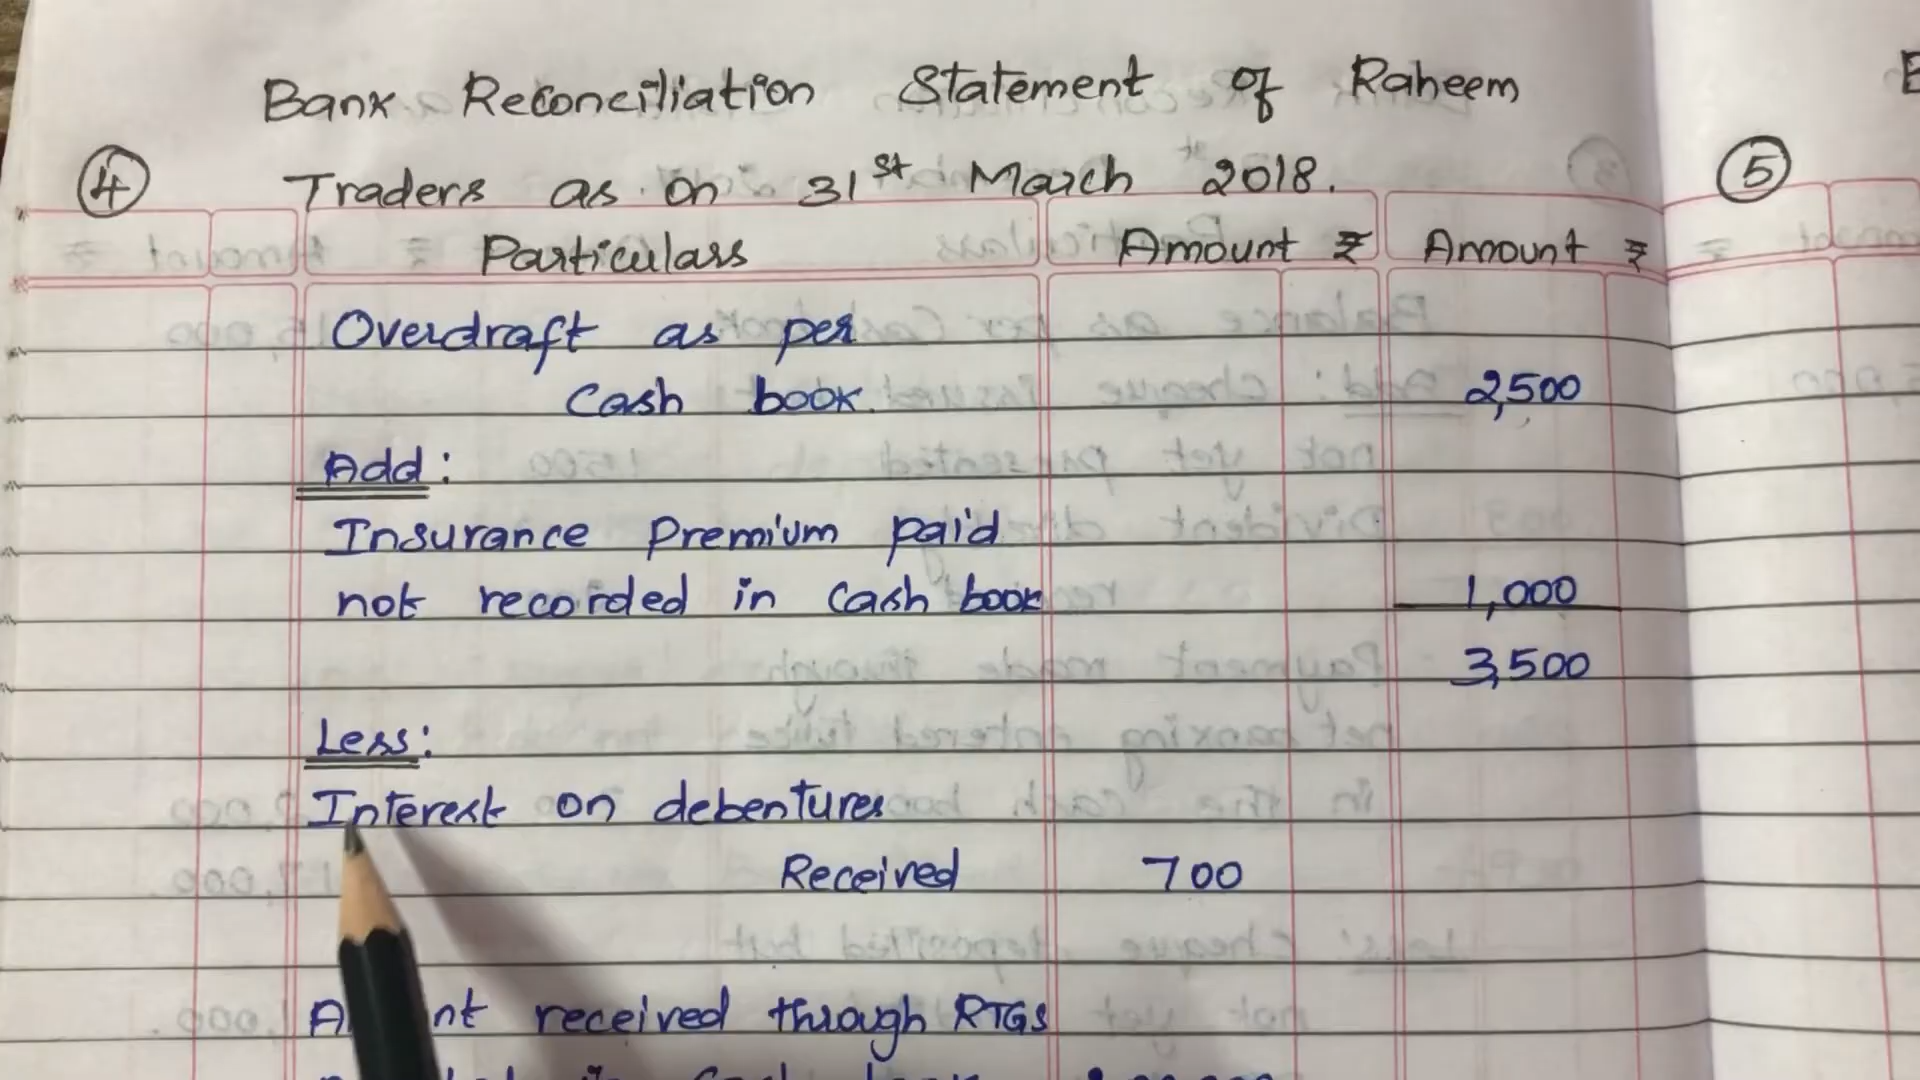 Bank Reconciliation Statement of Raheem
④ Traders as on 31st March 2018. ⑤
Particulars Amount ₹ Amount ₹
Overdraft as per
Cash book. 2,500
Add:
Insurance Premium paid
not recorded in Cash book 1,000
3,500
Less:
Interest on debentures
Received 700
received through RTGS